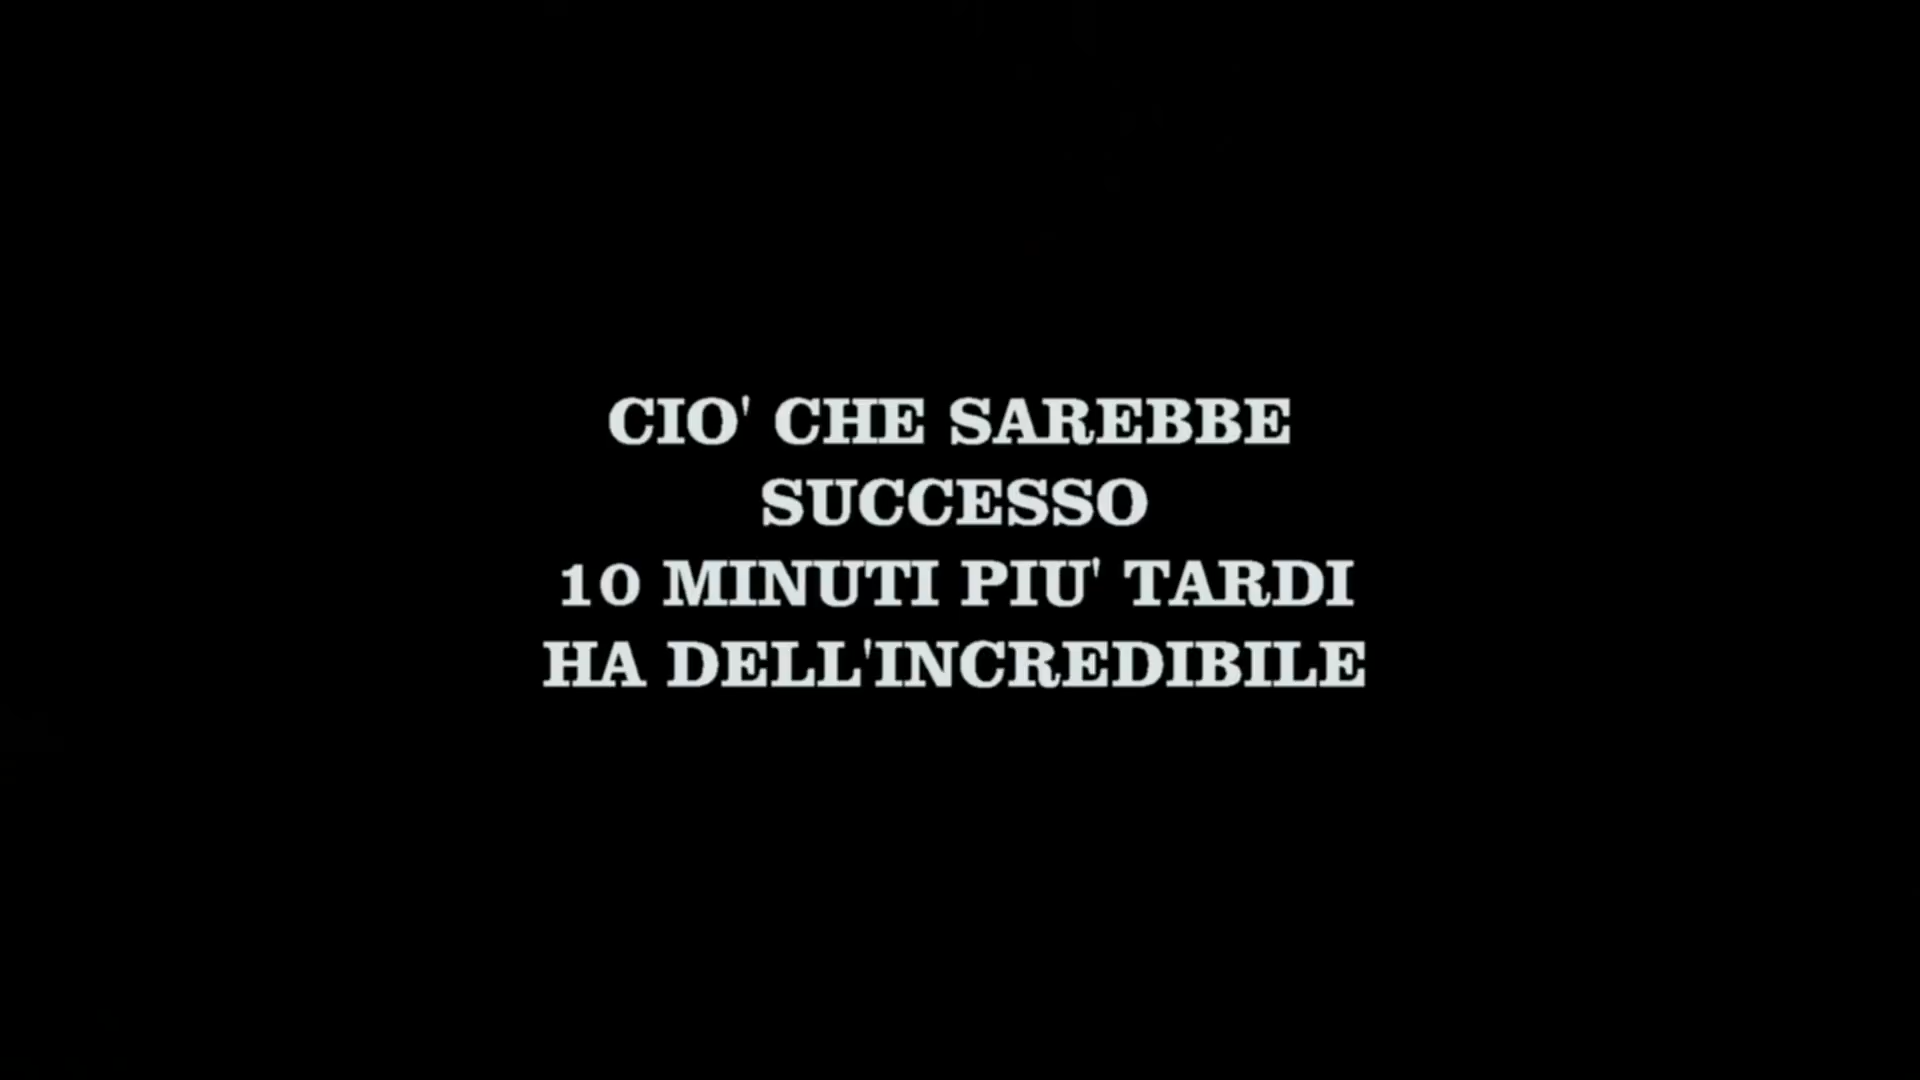 CIO' CHE SAREBBE
SUCCESSO
10 MINUTI PIU' TARDI
HA DELL'INCREDIBILE